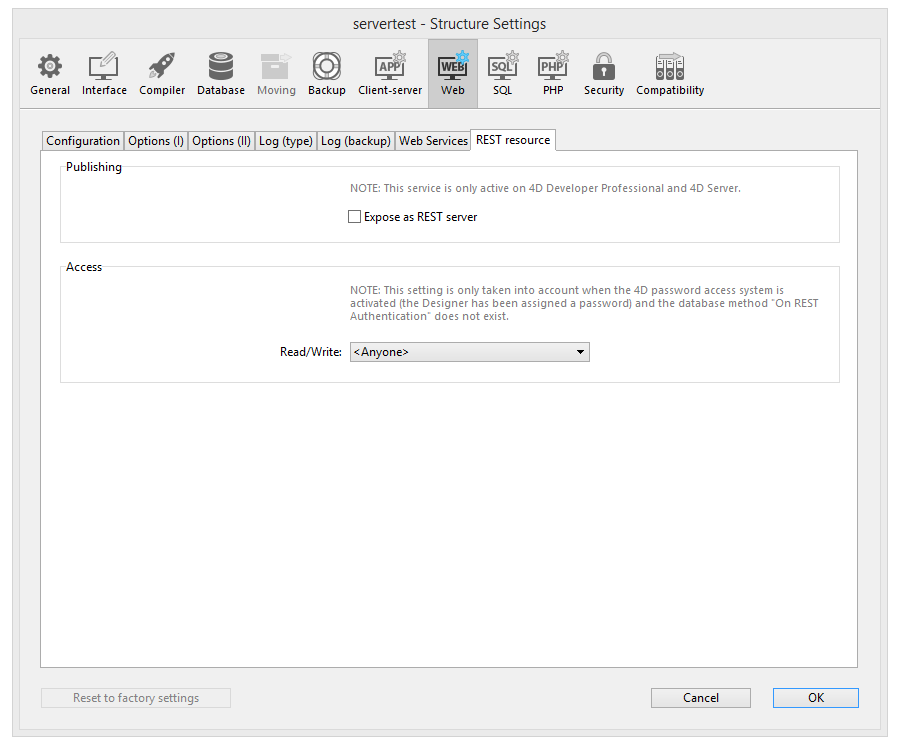 servertest - Structure Settings
APP WEB SQL PHP
General Interface Compiler Database Moving Backup Client-server Web SQL PHP Security Compatibility
Configuration Options (I) Options (II) Log (type) Log (backup) Web Services REST resource
Publishing
NOTE: This service is only active on 4D Developer Professional and 4D Server.
Expose as REST server
Access
NOTE: This setting is only taken into account when the 4D password access system is
activated (the Designer has been assigned a password) and the database method "On REST
Authentication" does not exist.
Read/Write: <Anyone>
Reset to factory settings Cancel OK